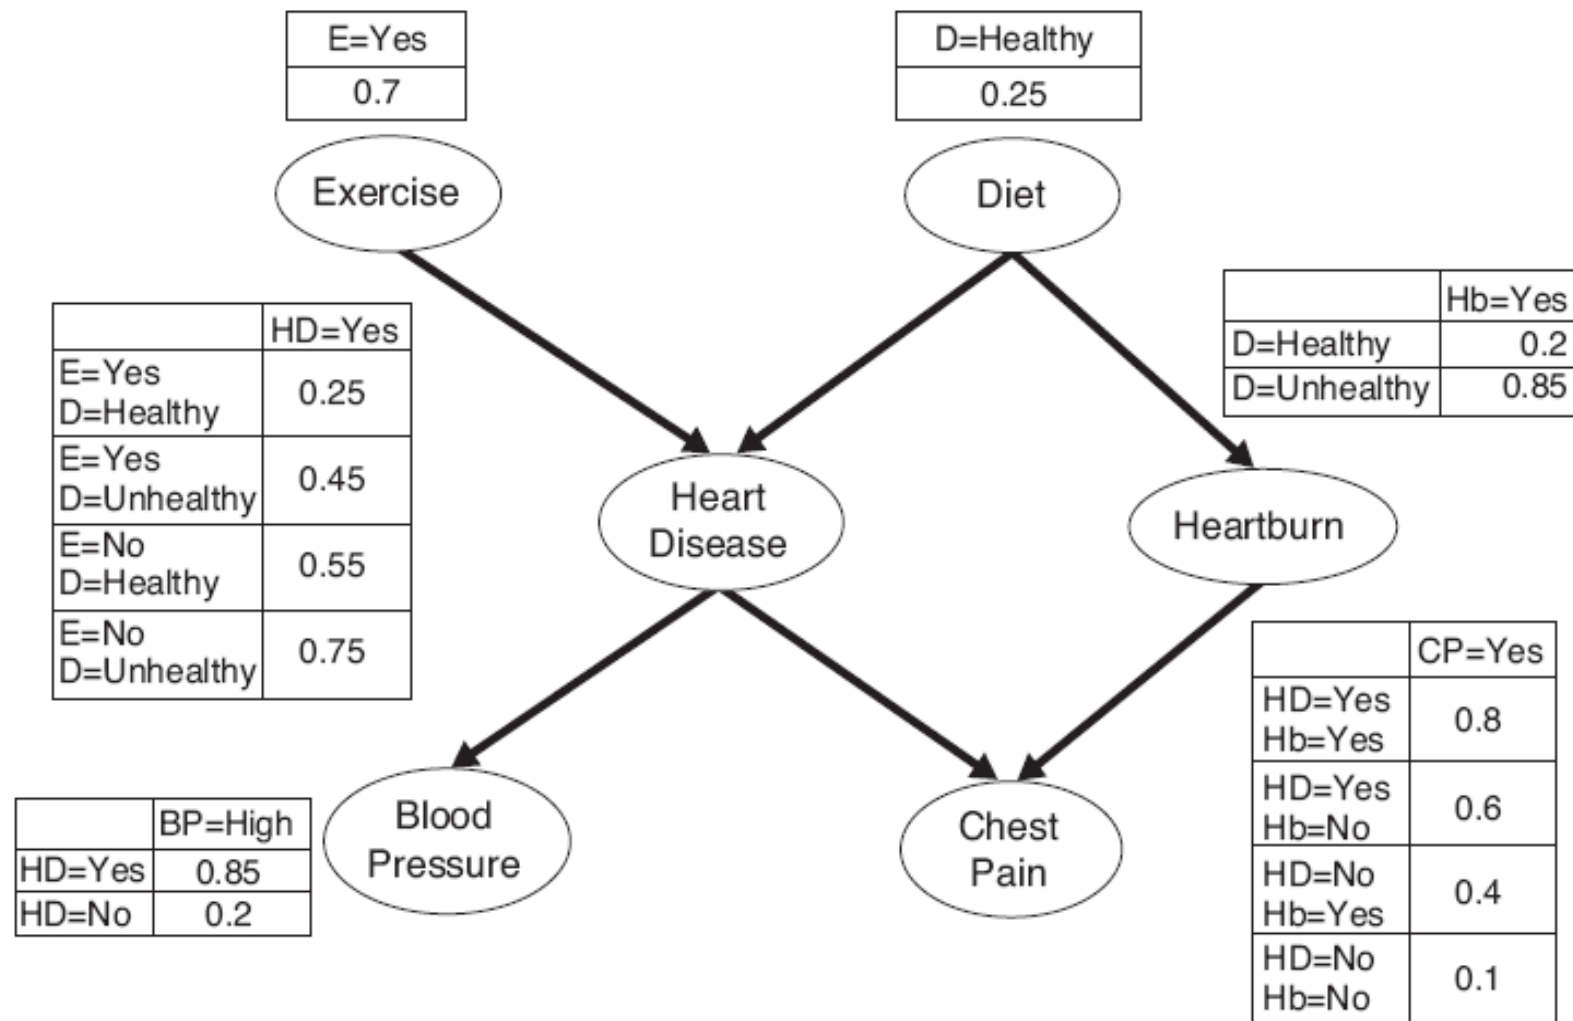 E=Yes
0.7
D=Healthy
0.25
Exercise
Diet
Hb=Yes
D=Healthy 0.2
D=Unhealthy 0.85
HD=Yes
E=Yes
D=Healthy
0.25
E=Yes
D=Unhealthy
0.45
E=No
D=Healthy
0.55
E=No
D=Unhealthy
0.75
Heart
Disease
Heartburn
CP=Yes
HD=Yes
Hb=Yes
0.8
HD=Yes
Hb=No
0.6
HD=No
Hb=Yes
0.4
HD=No
Hb=No
0.1
BP=High
HD=Yes 0.85
HD=No 0.2
Blood
Pressure
Chest
Pain